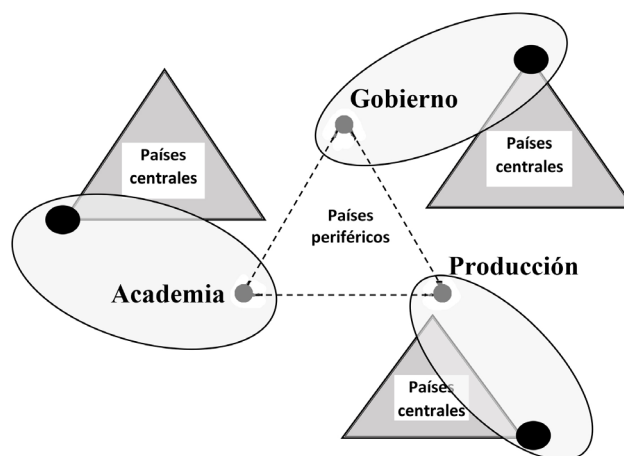 Gobierno
Países
centrales
Países
centrales
Países
periféricos
Producción
Academia
Países
centrales